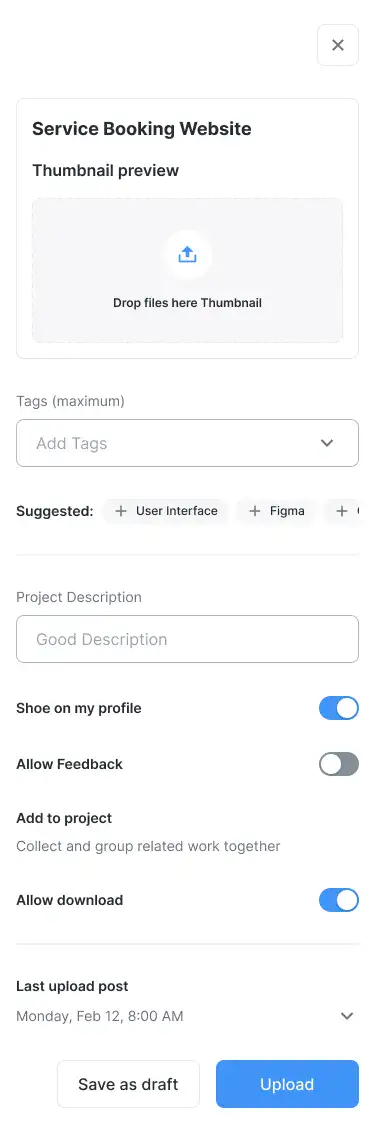 Service Booking Website
Thumbnail preview
Drop files here Thumbnail
Tags (maximum)
Add Tags
Suggested: + User Interface + Figma +
Project Description
Good Description
Shoe on my profile
Allow Feedback
Add to project
Collect and group related work together
Allow download
Last upload post
Monday, Feb 12, 8:00 AM
Save as draft Upload